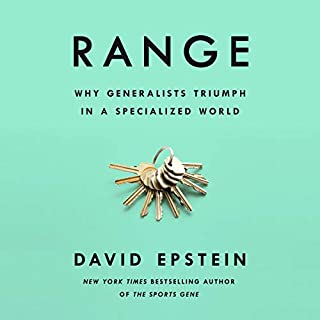 RANGE
WHY GENERALISTS TRIUMPH
IN A SPECIALIZED WORLD
DAVID EPSTEIN
NEW YORK TIMES BESTSELLING AUTHOR
OF THE SPORTS GENE